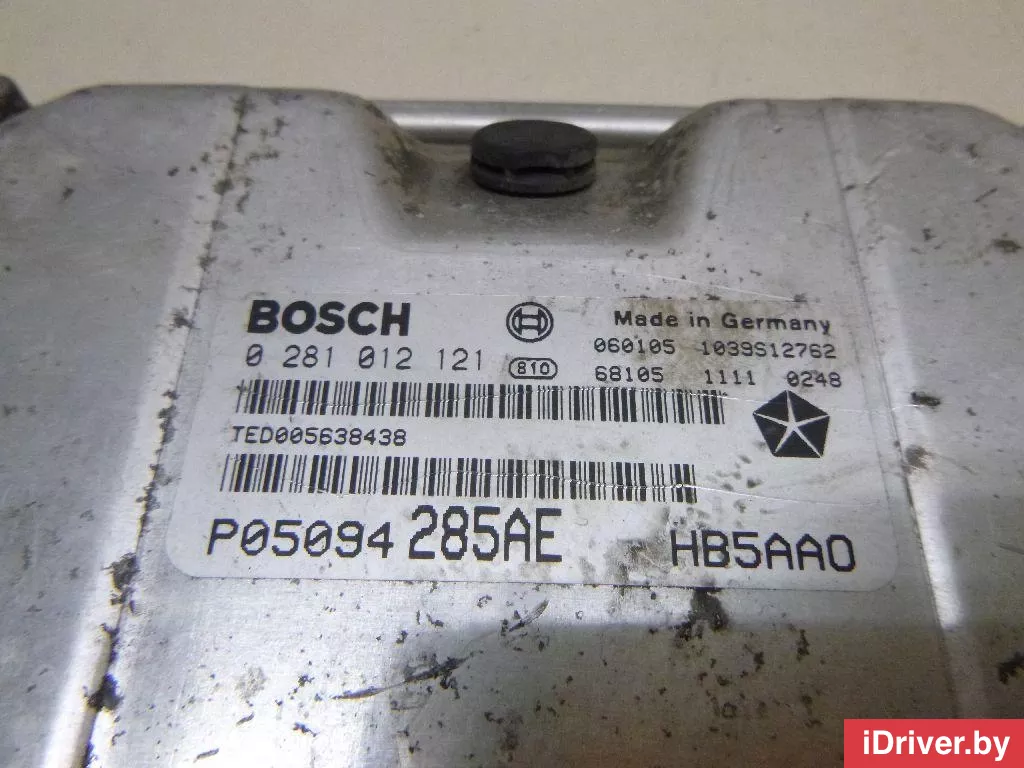 BOSCH
Made in Germany
0 281 012 121
810
060105 1039S12762
68105 1111 0248
TED005638438
P05094 285AE HB5AA0
iDriver.by